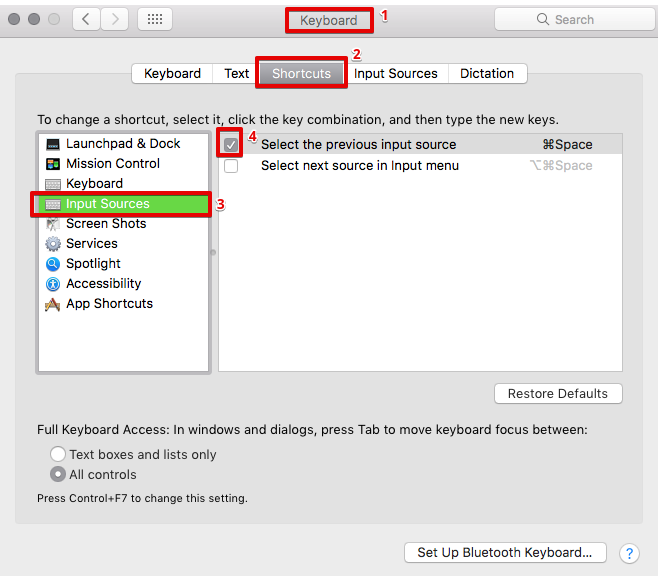 Keyboard 1
Search
2
Keyboard Text Shortcuts Input Sources Dictation
To change a shortcut, select it, click the key combination, and then type the new keys.
Launchpad & Dock
Mission Control
Keyboard
Input Sources 3
Screen Shots
Services
Spotlight
Accessibility
App Shortcuts
4 Select the previous input source ⌘Space
Select next source in Input menu ⌥⌘Space
Restore Defaults
Full Keyboard Access: In windows and dialogs, press Tab to move keyboard focus between:
Text boxes and lists only
All controls
Press Control+F7 to change this setting.
Set Up Bluetooth Keyboard... ?